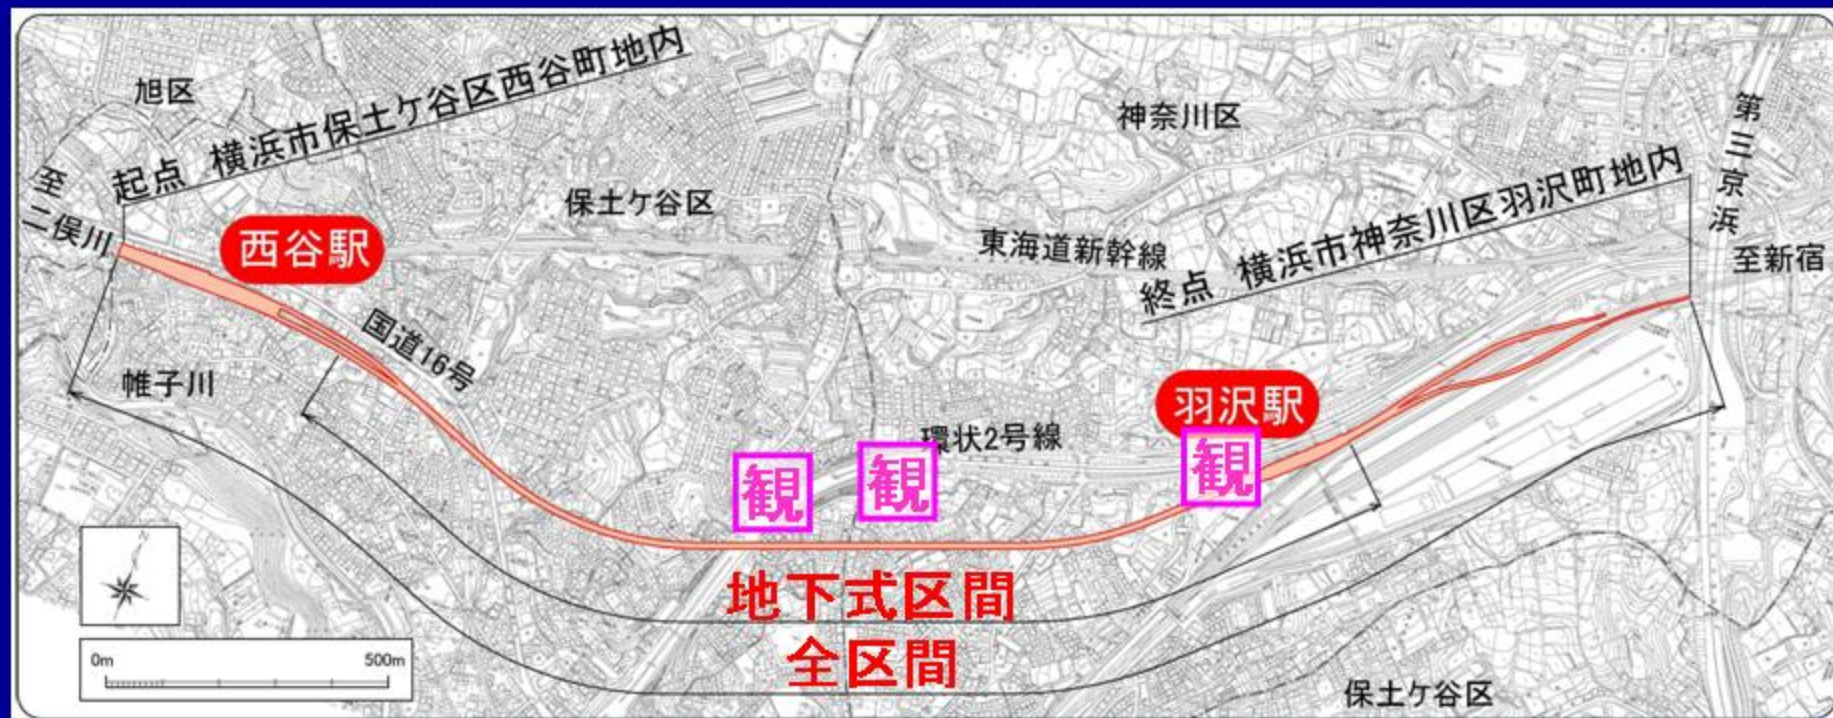 旭区
起点 横浜市保土ケ谷区西谷町地内
神奈川区
第三京浜
至二俣川
保土ケ谷区
西谷駅
東海道新幹線
終点 横浜市神奈川区羽沢町地内
至新宿
国道16号
帷子川
羽沢駅
環状2号線
観
観
観
地下式区間
全区間
N
0m 500m
保土ケ谷区